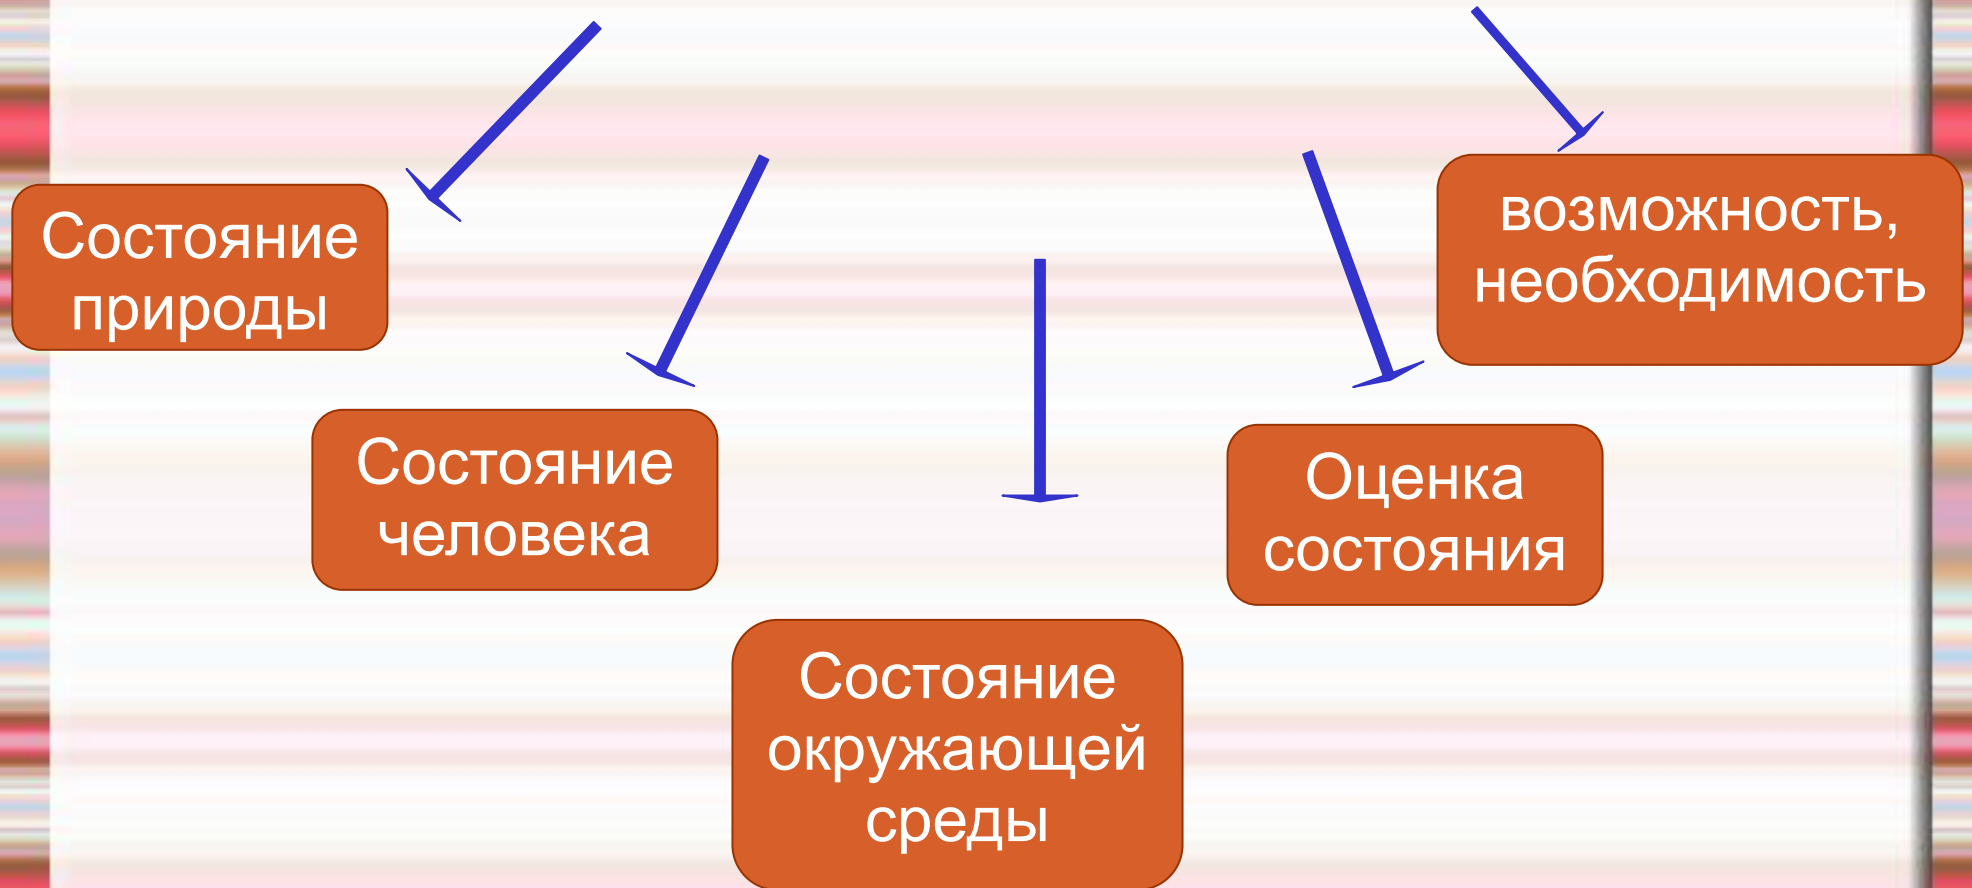 Состояние
природы
Состояние
человека
Состояние
окружающей
среды
Оценка
состояния
возможность,
необходимость